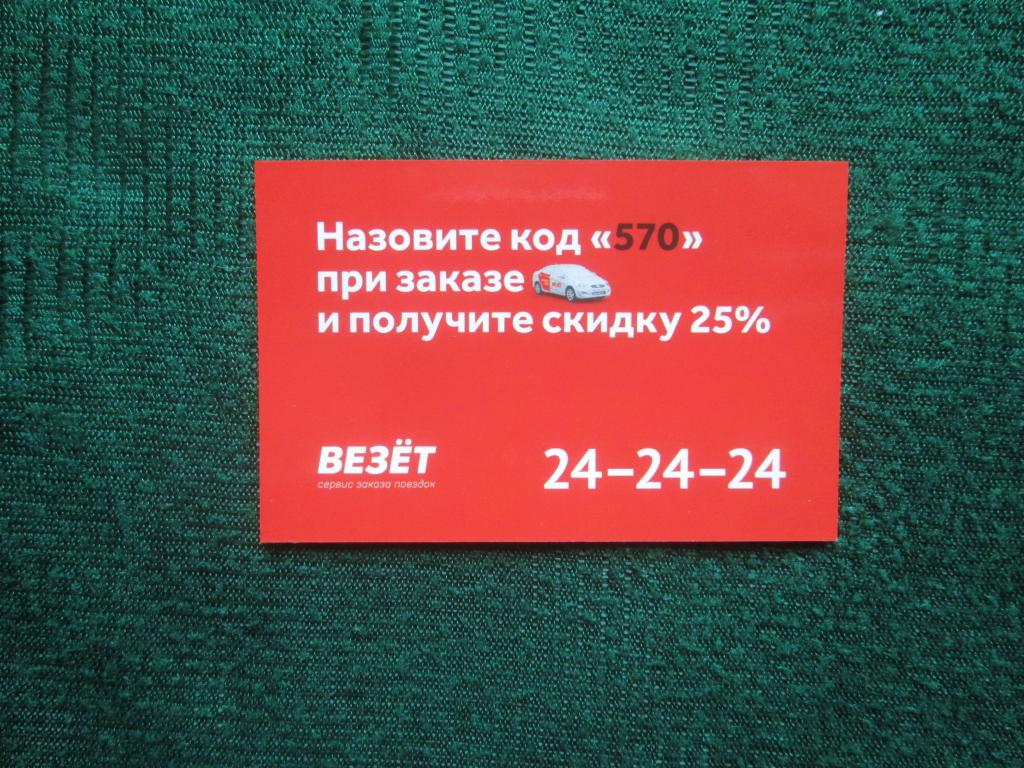 Назовите код «570»
при заказе
и получите скидку 25%
ВЕЗЁТ
сервис заказа поездок
24–24–24